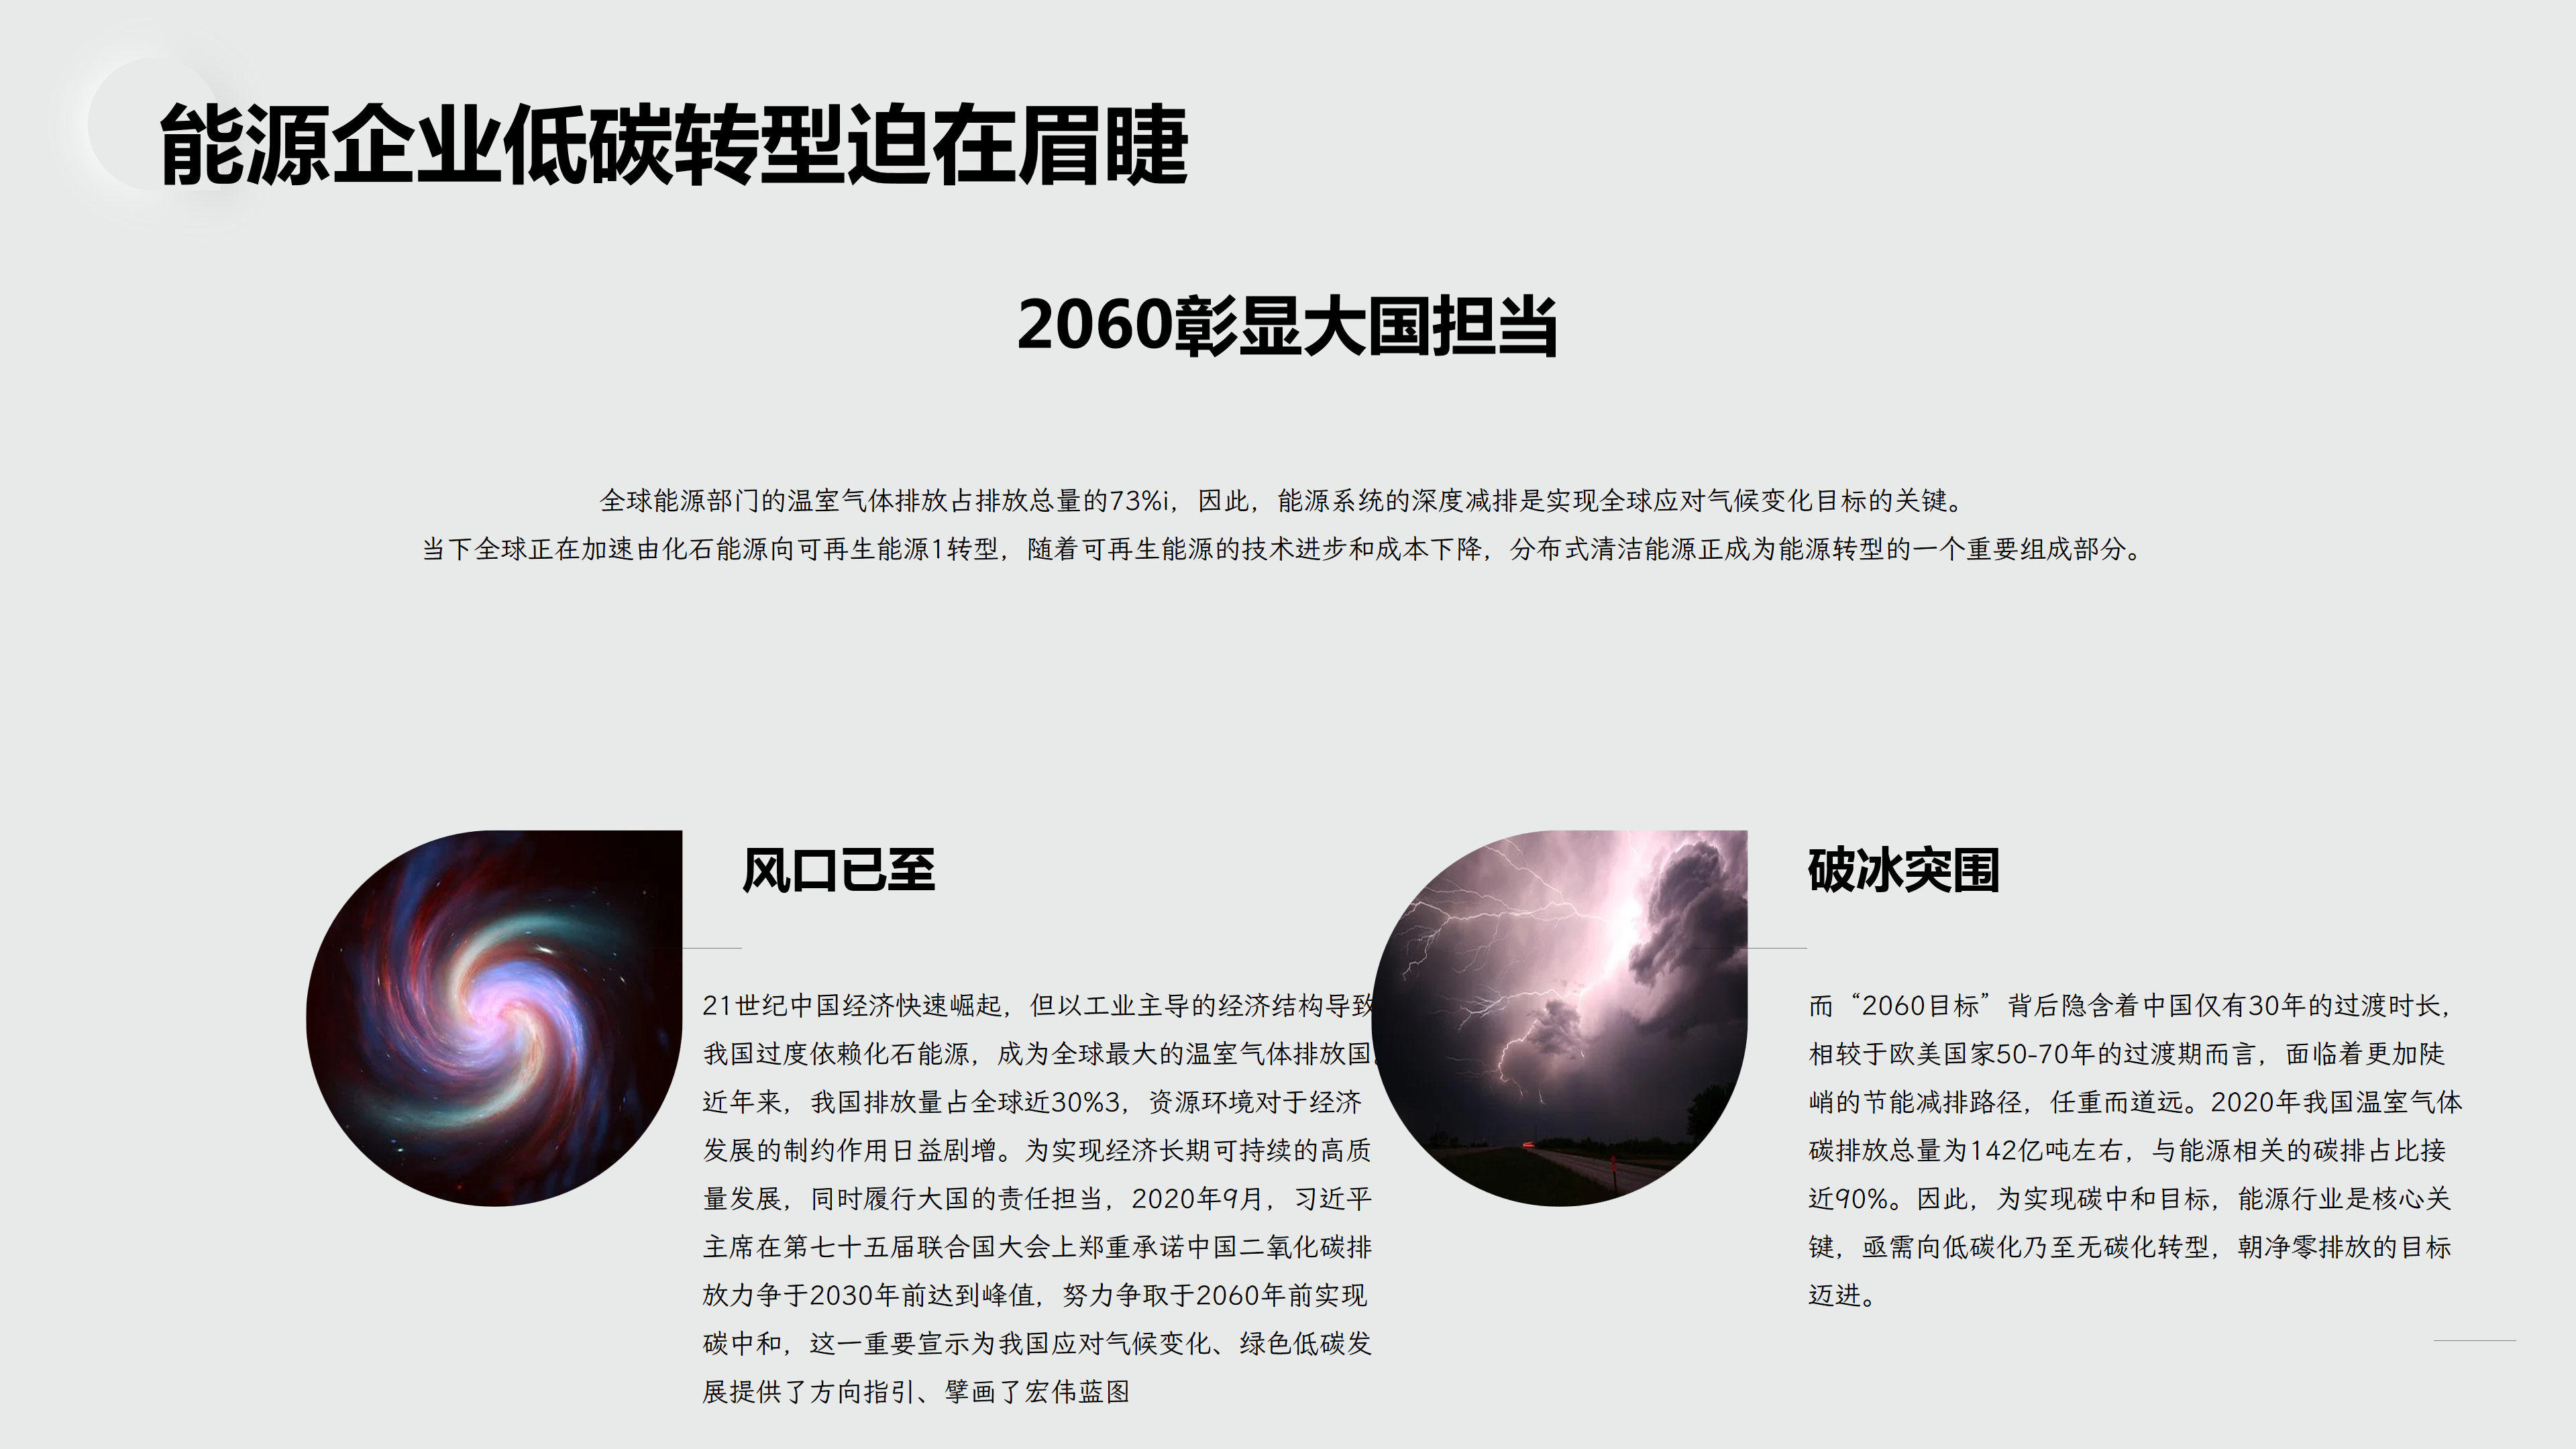 能源企业低碳转型迫在眉睫
2060彰显大国担当
全球能源部门的温室气体排放占排放总量的73%i，因此，能源系统的深度减排是实现全球应对气候变化目标的关键。
当下全球正在加速由化石能源向可再生能源1转型，随着可再生能源的技术进步和成本下降，分布式清洁能源正成为能源转型的一个重要组成部分。
风口已至
21世纪中国经济快速崛起，但以工业主导的经济结构导致
我国过度依赖化石能源，成为全球最大的温室气体排放国。
近年来，我国排放量占全球近30%3，资源环境对于经济
发展的制约作用日益剧增。为实现经济长期可持续的高质
量发展，同时履行大国的责任担当，2020年9月，习近平
主席在第七十五届联合国大会上郑重承诺中国二氧化碳排
放力争于2030年前达到峰值，努力争取于2060年前实现
碳中和，这一重要宣示为我国应对气候变化、绿色低碳发
展提供了方向指引、擘画了宏伟蓝图
破冰突围
而“2060目标”背后隐含着中国仅有30年的过渡时长，
相较于欧美国家50-70年的过渡期而言，面临着更加陡
峭的节能减排路径，任重而道远。2020年我国温室气体
碳排放总量为142亿吨左右，与能源相关的碳排占比接
近90%。因此，为实现碳中和目标，能源行业是核心关
键，亟需向低碳化乃至无碳化转型，朝净零排放的目标
迈进。